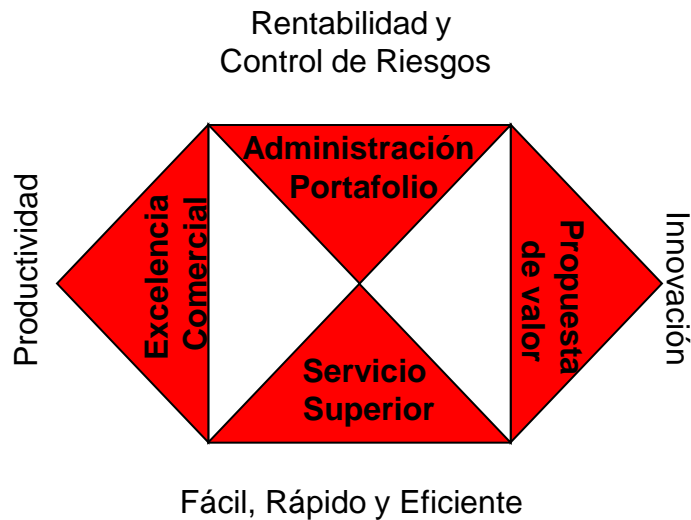 Rentabilidad y
Control de Riesgos
Administración
Portafolio
Productividad
Excelencia
Comercial
Propuesta
de valor
Innovación
Servicio
Superior
Fácil, Rápido y Eficiente